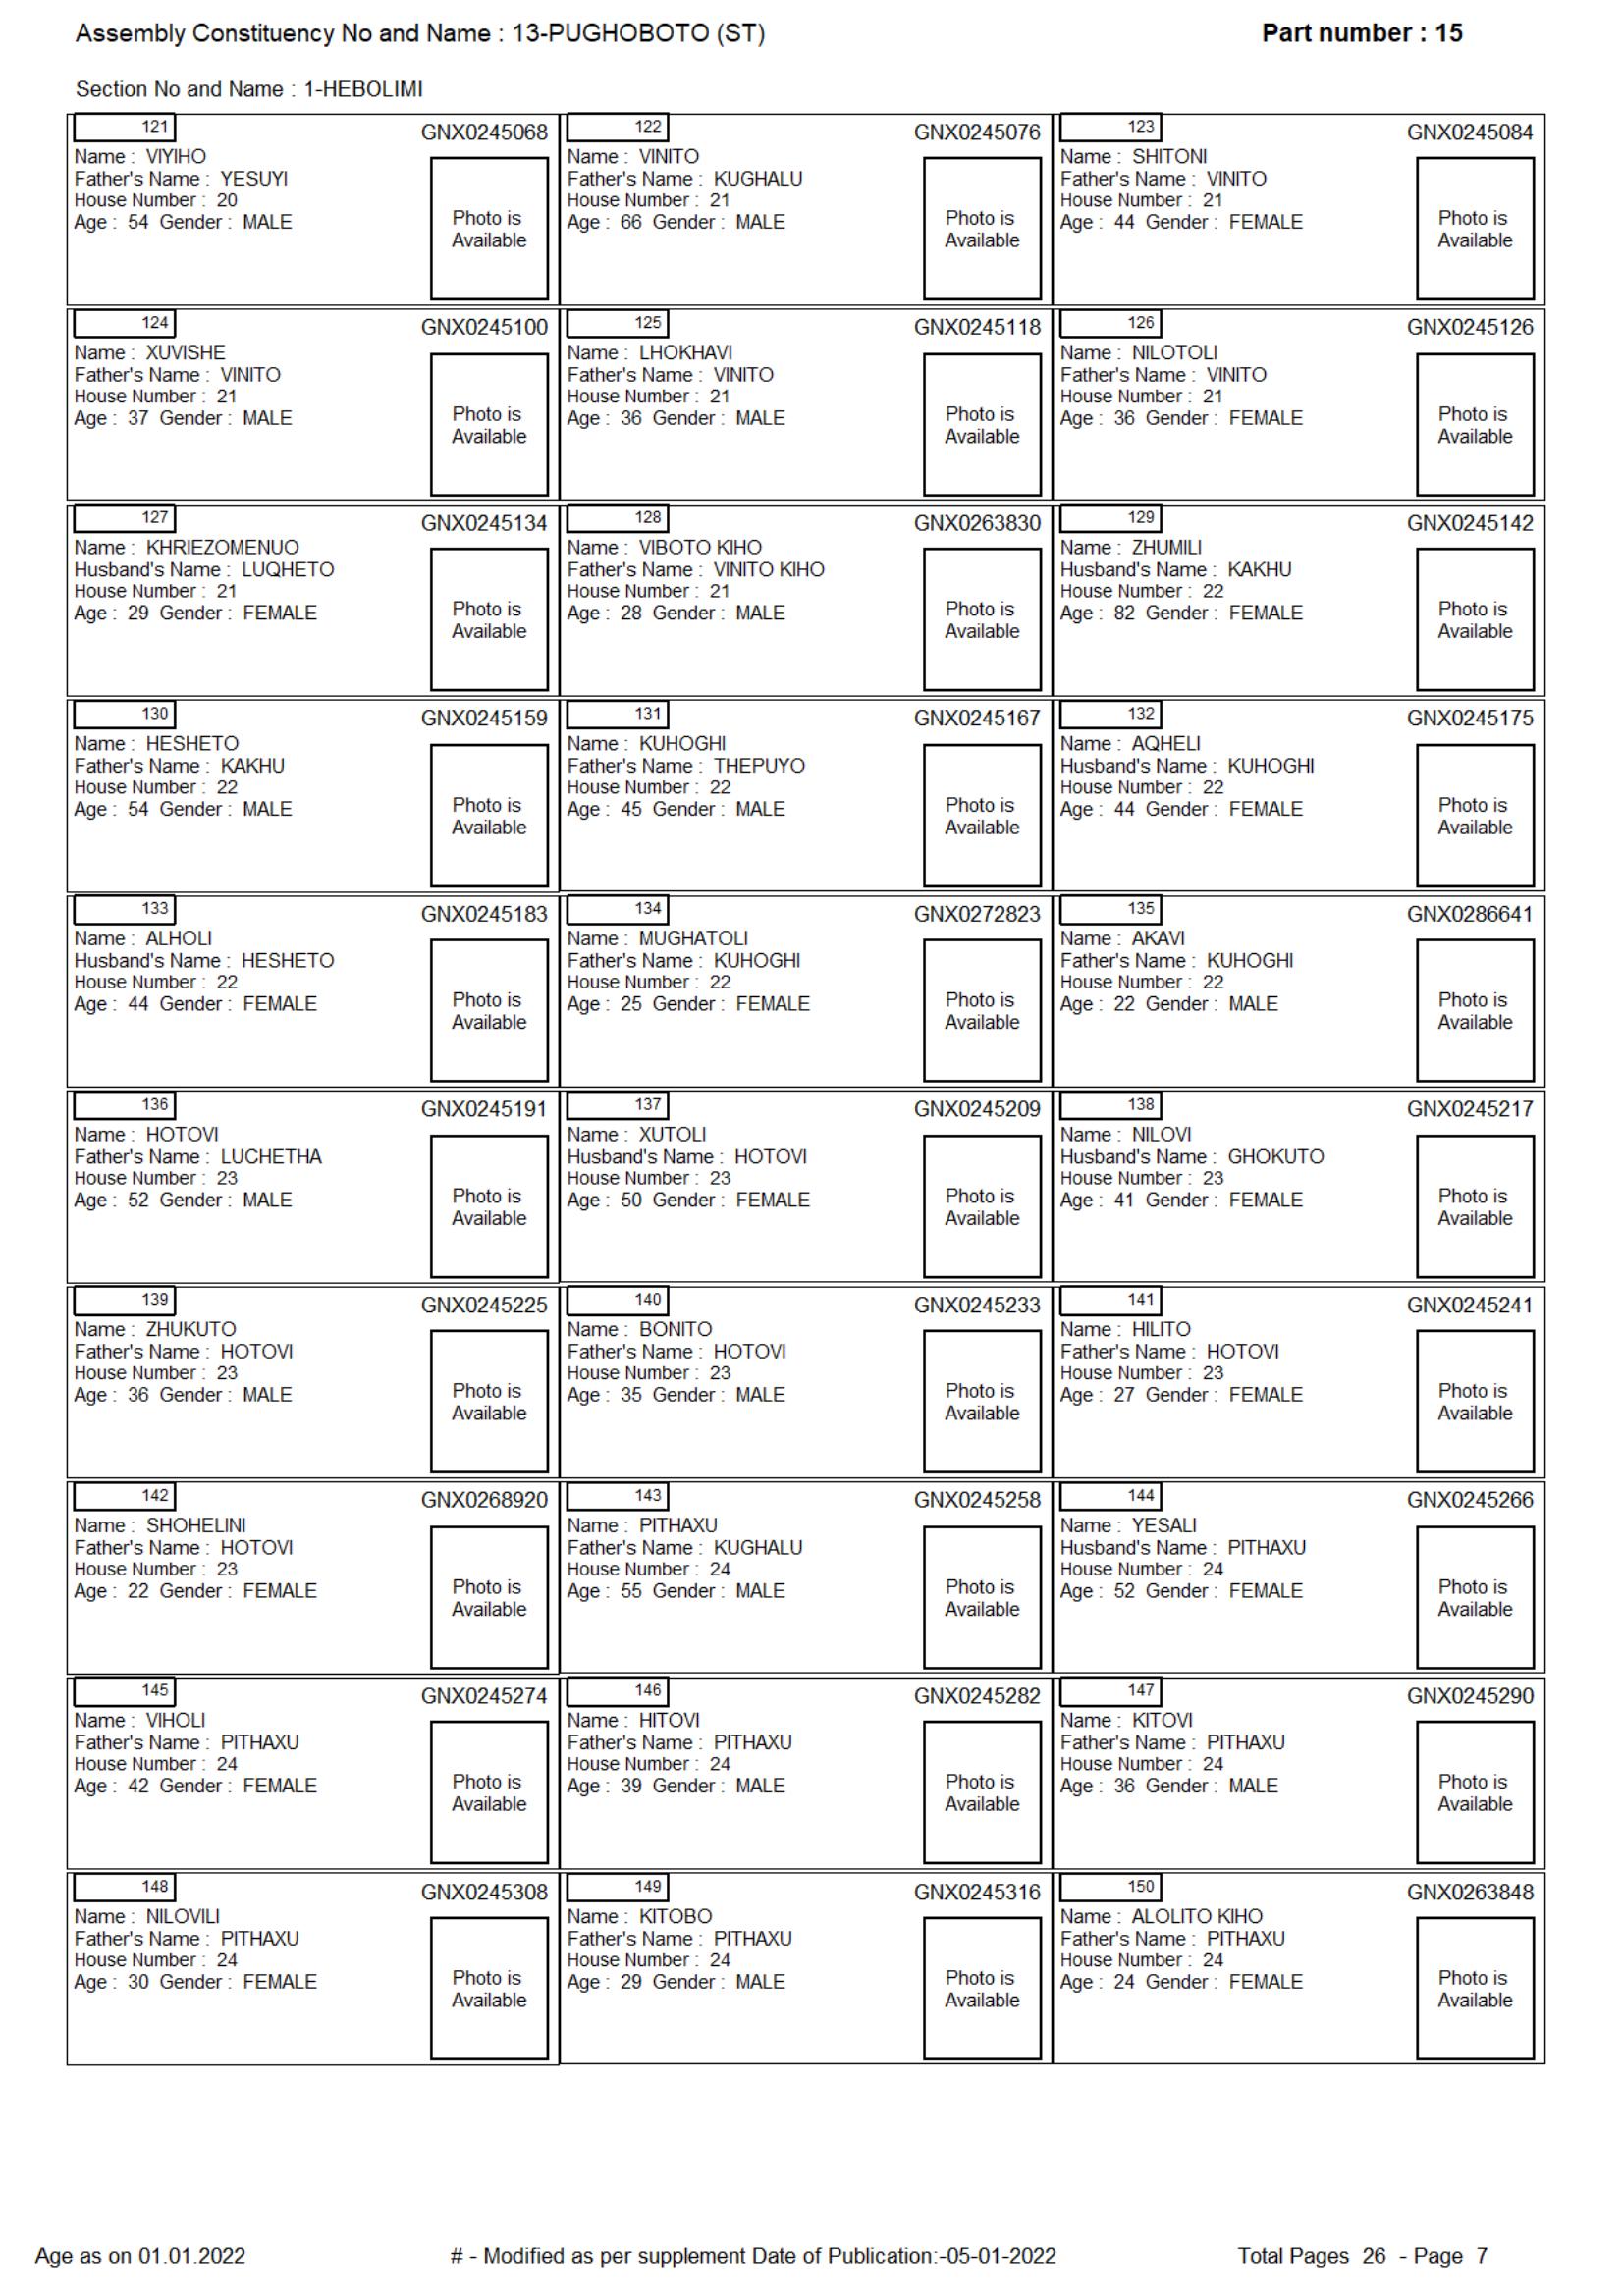 Assembly Constituency No and Name : 13-PUGHOBOTO (ST)
Part number : 15
Section No and Name : 1-HEBOLIMI
121
GNX0245068
Name : VIYIHO
Father's Name : YESUYI
House Number : 20
Age : 54 Gender : MALE
Photo is
Available
122
GNX0245076
Name : VINITO
Father's Name : KUGHALU
House Number : 21
Age : 66 Gender : MALE
Photo is
Available
123
GNX0245084
Name : SHITONI
Father's Name : VINITO
House Number : 21
Age : 44 Gender : FEMALE
Photo is
Available
124
GNX0245100
Name : XUVISHE
Father's Name : VINITO
House Number : 21
Age : 37 Gender : MALE
Photo is
Available
125
GNX0245118
Name : LHOKHAVI
Father's Name : VINITO
House Number : 21
Age : 36 Gender : MALE
Photo is
Available
126
GNX0245126
Name : NILOTOLI
Father's Name : VINITO
House Number : 21
Age : 36 Gender : FEMALE
Photo is
Available
127
GNX0245134
Name : KHRIEZOMENUO
Husband's Name : LUQHETO
House Number : 21
Age : 29 Gender : FEMALE
Photo is
Available
128
GNX0263830
Name : VIBOTO KIHO
Father's Name : VINITO KIHO
House Number : 21
Age : 28 Gender : MALE
Photo is
Available
129
GNX0245142
Name : ZHUMILI
Husband's Name : KAKHU
House Number : 22
Age : 82 Gender : FEMALE
Photo is
Available
130
GNX0245159
Name : HESHETO
Father's Name : KAKHU
House Number : 22
Age : 54 Gender : MALE
Photo is
Available
131
GNX0245167
Name : KUHOGHI
Father's Name : THEPUYO
House Number : 22
Age : 45 Gender : MALE
Photo is
Available
132
GNX0245175
Name : AQHELI
Husband's Name : KUHOGHI
House Number : 22
Age : 44 Gender : FEMALE
Photo is
Available
133
GNX0245183
Name : ALHOLI
Husband's Name : HESHETO
House Number : 22
Age : 44 Gender : FEMALE
Photo is
Available
134
GNX0272823
Name : MUGHATOLI
Father's Name : KUHOGHI
House Number : 22
Age : 25 Gender : FEMALE
Photo is
Available
135
GNX0286641
Name : AKAVI
Father's Name : KUHOGHI
House Number : 22
Age : 22 Gender : MALE
Photo is
Available
136
GNX0245191
Name : HOTOVI
Father's Name : LUCHETHA
House Number : 23
Age : 52 Gender : MALE
Photo is
Available
137
GNX0245209
Name : XUTOLI
Husband's Name : HOTOVI
House Number : 23
Age : 50 Gender : FEMALE
Photo is
Available
138
GNX0245217
Name : NILOVI
Husband's Name : GHOKUTO
House Number : 23
Age : 41 Gender : FEMALE
Photo is
Available
139
GNX0245225
Name : ZHUKUTO
Father's Name : HOTOVI
House Number : 23
Age : 36 Gender : MALE
Photo is
Available
140
GNX0245233
Name : BONITO
Father's Name : HOTOVI
House Number : 23
Age : 35 Gender : MALE
Photo is
Available
141
GNX0245241
Name : HILITO
Father's Name : HOTOVI
House Number : 23
Age : 27 Gender : FEMALE
Photo is
Available
142
GNX0268920
Name : SHOHELINI
Father's Name : HOTOVI
House Number : 23
Age : 22 Gender : FEMALE
Photo is
Available
143
GNX0245258
Name : PITHAXU
Father's Name : KUGHALU
House Number : 24
Age : 55 Gender : MALE
Photo is
Available
144
GNX0245266
Name : YESALI
Husband's Name : PITHAXU
House Number : 24
Age : 52 Gender : FEMALE
Photo is
Available
145
GNX0245274
Name : VIHOLI
Father's Name : PITHAXU
House Number : 24
Age : 42 Gender : FEMALE
Photo is
Available
146
GNX0245282
Name : HITOVI
Father's Name : PITHAXU
House Number : 24
Age : 39 Gender : MALE
Photo is
Available
147
GNX0245290
Name : KITOVI
Father's Name : PITHAXU
House Number : 24
Age : 36 Gender : MALE
Photo is
Available
148
GNX0245308
Name : NILOVILI
Father's Name : PITHAXU
House Number : 24
Age : 30 Gender : FEMALE
Photo is
Available
149
GNX0245316
Name : KITOBO
Father's Name : PITHAXU
House Number : 24
Age : 29 Gender : MALE
Photo is
Available
150
GNX0263848
Name : ALOLITO KIHO
Father's Name : PITHAXU
House Number : 24
Age : 24 Gender : FEMALE
Photo is
Available
Age as on 01.01.2022
# - Modified as per supplement Date of Publication:-05-01-2022
Total Pages 26 - Page 7